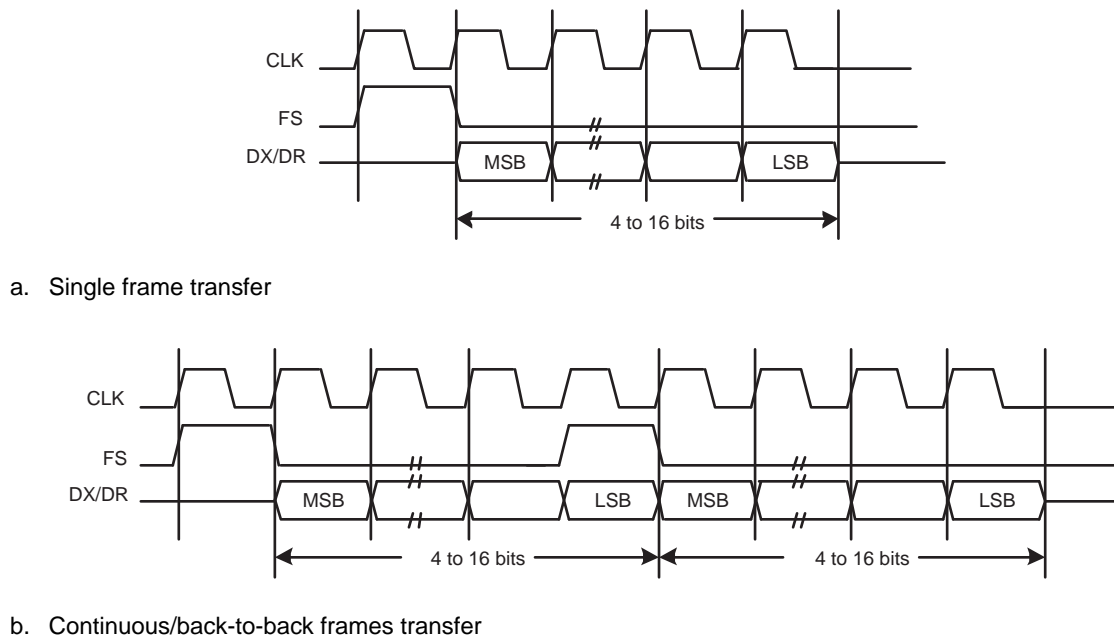 CLK
FS
DX/DR
MSB
LSB
4 to 16 bits
a. Single frame transfer
CLK
FS
DX/DR
MSB
LSB
MSB
LSB
4 to 16 bits
4 to 16 bits
b. Continuous/back-to-back frames transfer